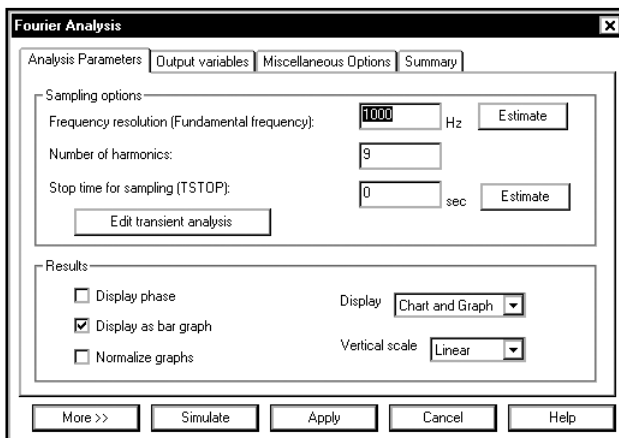 Fourier Analysis
Analysis Parameters Output variables Miscellaneous Options Summary
Sampling options
Frequency resolution (Fundamental frequency): 1000 Hz Estimate
Number of harmonics: 9
Stop time for sampling (TSTOP): 0 sec Estimate
Edit transient analysis
Results
Display phase
Display Chart and Graph
Display as bar graph
Vertical scale Linear
Normalize graphs
More >> Simulate Apply Cancel Help